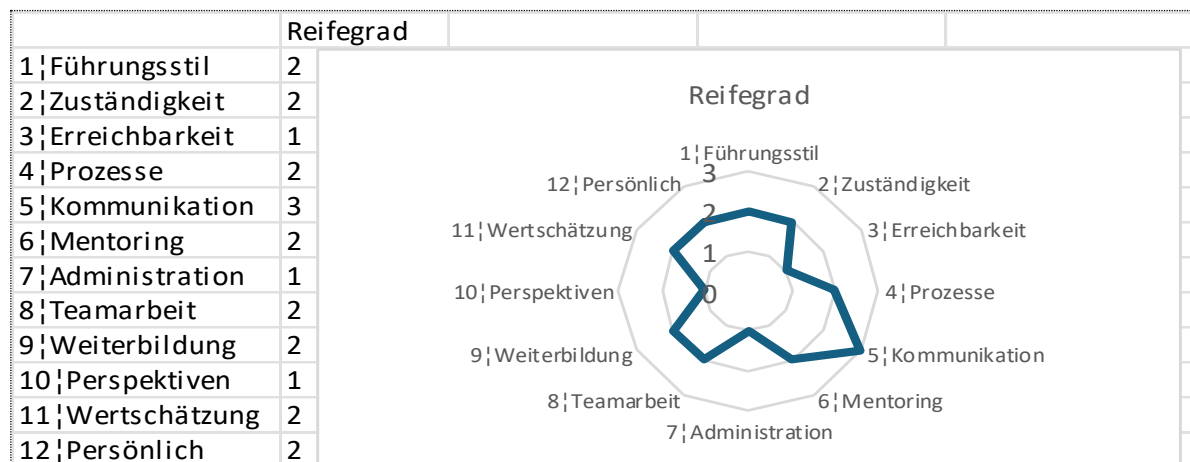 Reifegrad
1¦Führungsstil 2
2¦Zuständigkeit 2
3¦Erreichbarkeit 1
4¦Prozesse 2
5¦Kommunikation 3
6¦Mentoring 2
7¦Administration 1
8¦Teamarbeit 2
9¦Weiterbildung 2
10¦Perspektiven 1
11¦Wertschätzung 2
12¦Persönlich 2
Reifegrad
1¦Führungsstil
2¦Zuständigkeit
3¦Erreichbarkeit
4¦Prozesse
5¦Kommunikation
6¦Mentoring
7¦Administration
8¦Teamarbeit
9¦Weiterbildung
10¦Perspektiven
11¦Wertschätzung
12¦Persönlich
3
2
1
0